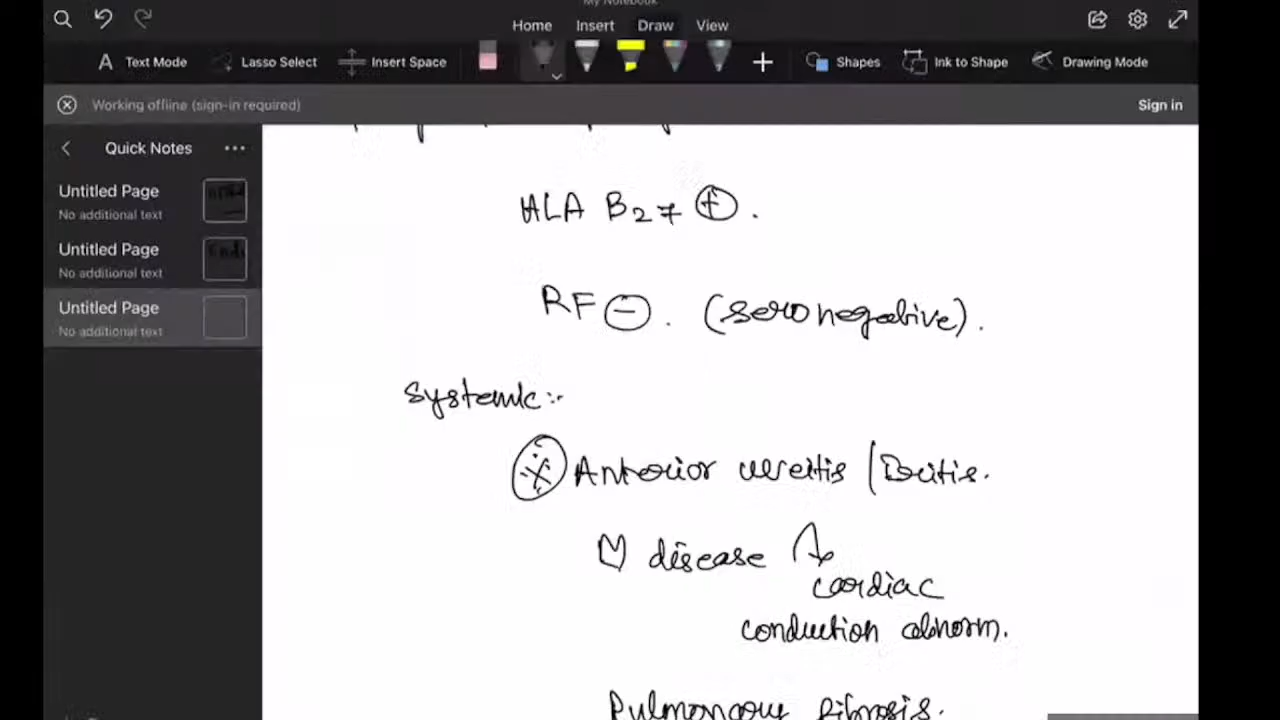 My Notebook
Home Insert Draw View
Text Mode Lasso Select Insert Space Shapes Ink to Shape Drawing Mode
Working offline (sign-in required) Sign in
Quick Notes
Untitled Page
No additional text
Untitled Page
No additional text
Untitled Page
No additional text
HLA B27 ⊕.
RF ⊖. (seronegative).
Systemic :-
Anterior uveitis / Iritis.
♡ disease
cardiac
conduction abnorm.
Pulmonary fibrosis.